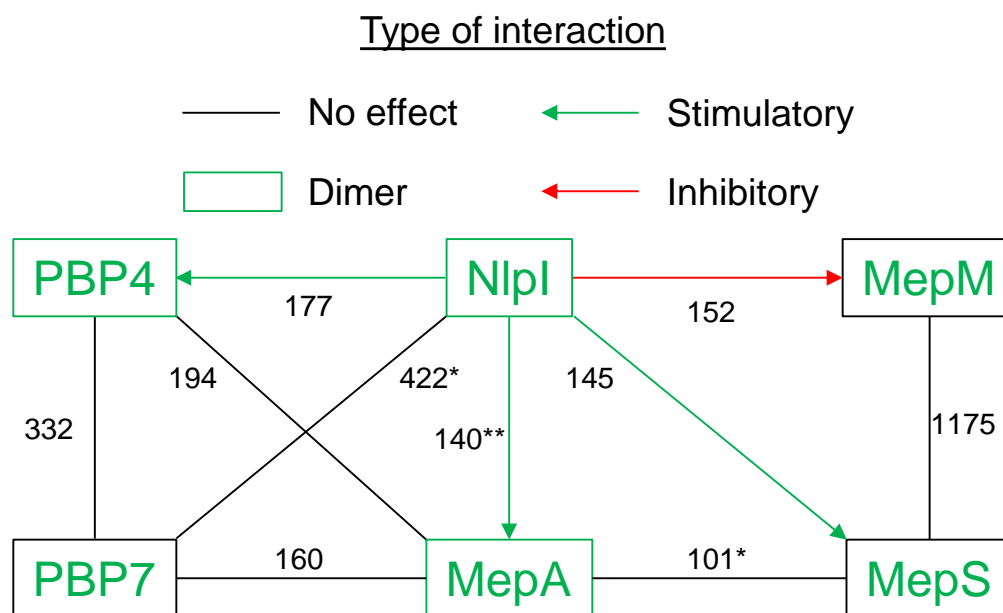 Type of interaction
No effect
Stimulatory
Dimer
Inhibitory
PBP4
NlpI
MepM
177
152
194
422*
145
332
140**
1175
PBP7
160
MepA
101*
MepS